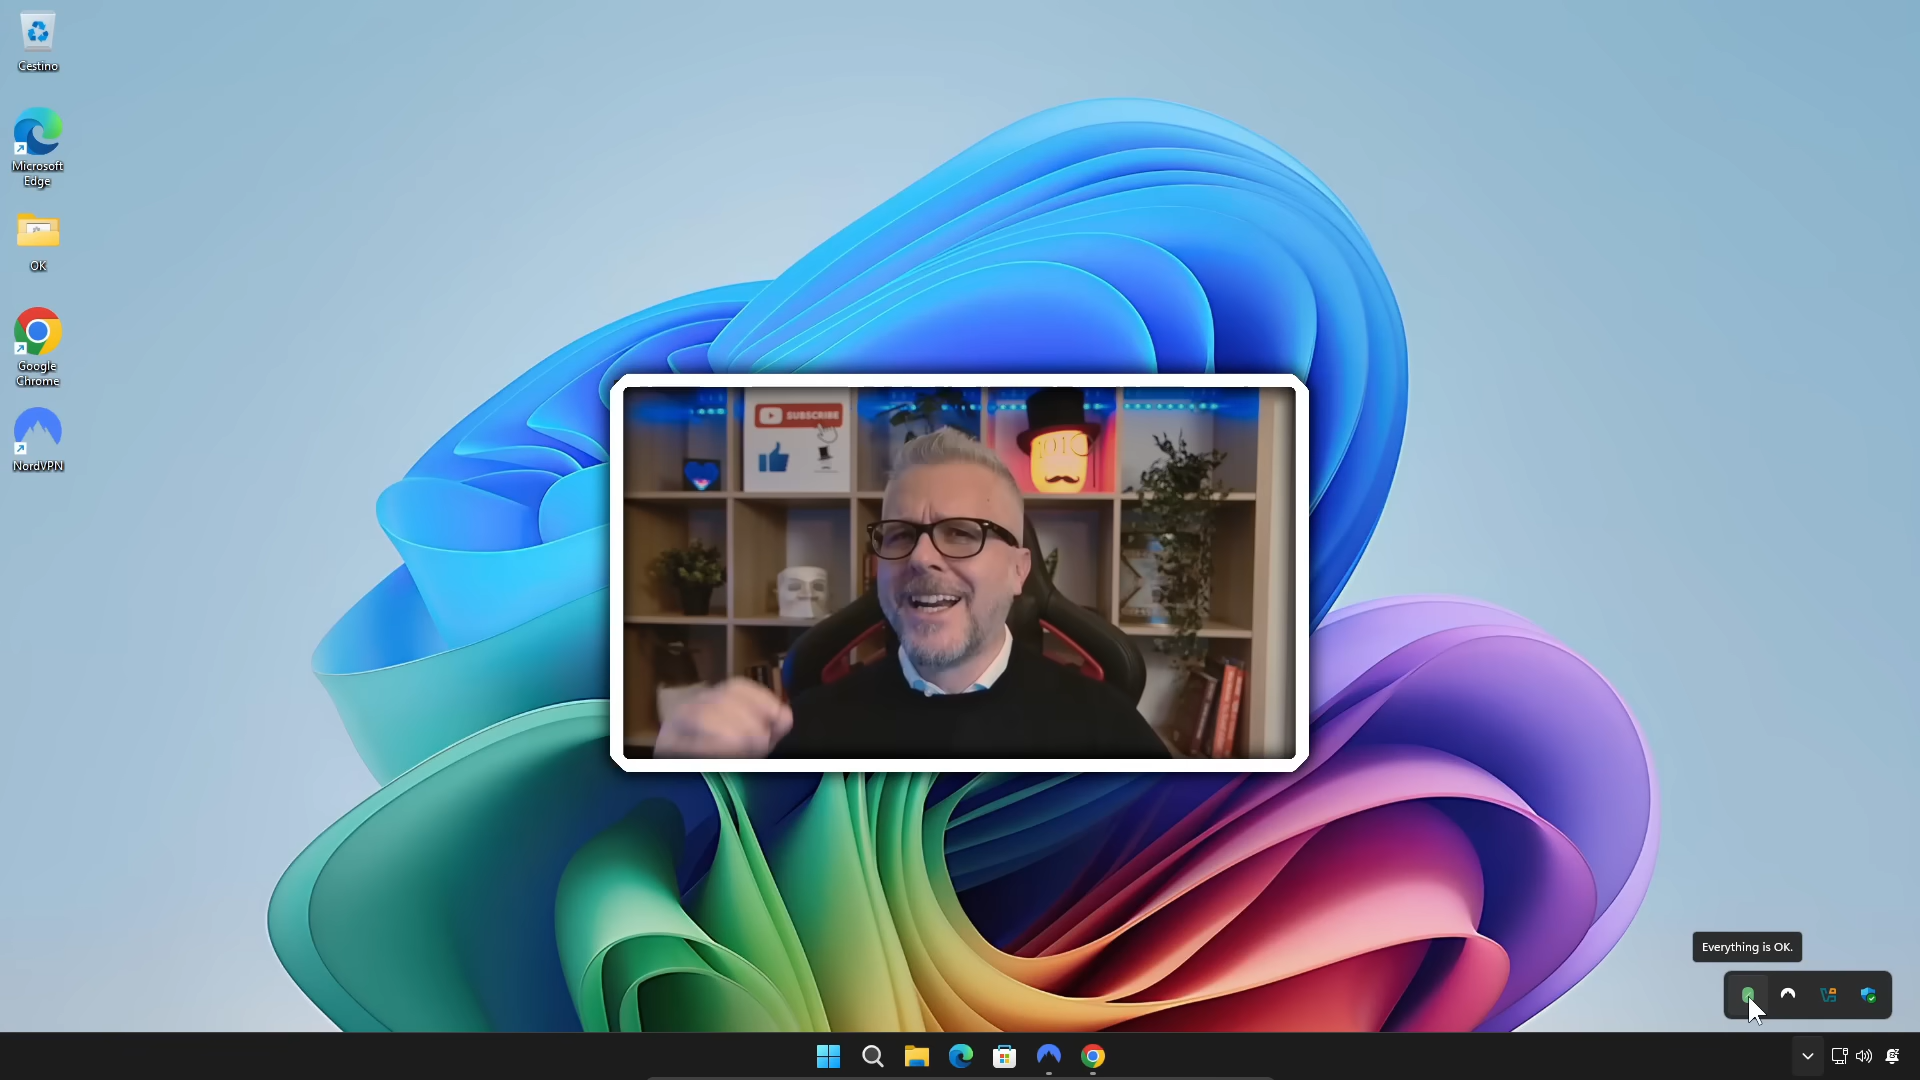 Cestino
Microsoft
Edge
OK
Google
Chrome
NordVPN
SUBSCRIBE
Everything is OK.